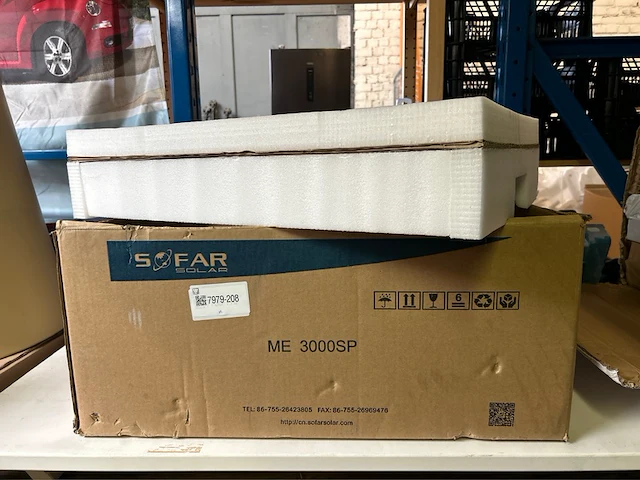 SOFAR
SOLAR
7979-208
6
ME 3000SP
TEL: 86-755-26423805 FAX: 86-755-26969476
http://cn.sofarsolar.com